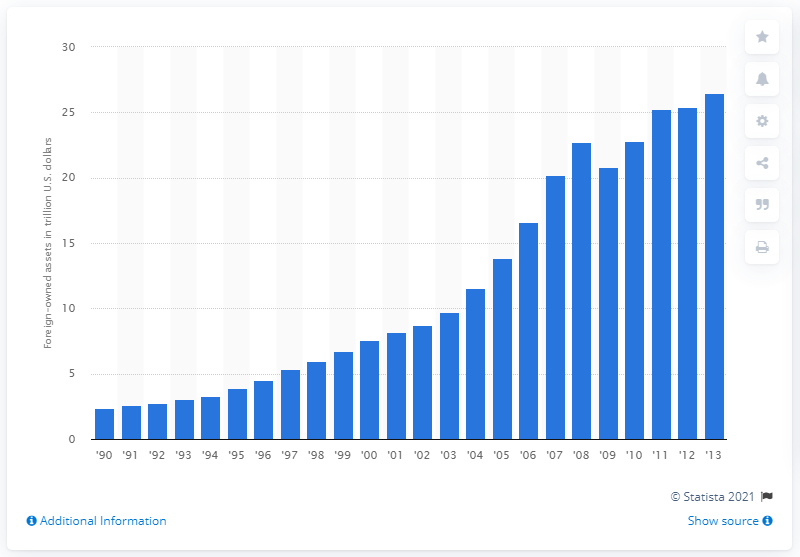 30
25
20
15
10
5
0
Foreign-owned assets in trillion U.S. dollars
'90 '91 '92 '93 '94 '95 '96 '97 '98 '99 '00 '01 '02 '03 '04 '05 '06 '07 '08 '09 '10 '11 '12 '13
© Statista 2021
Additional Information
Show source